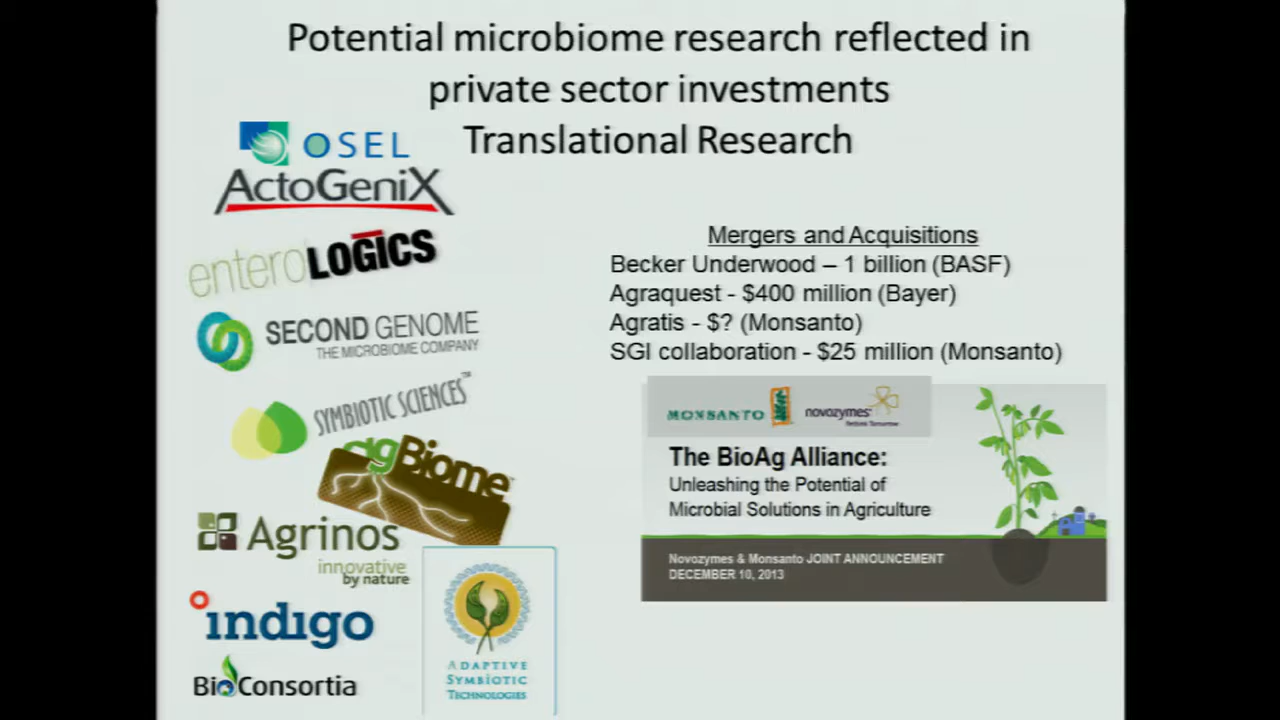 Potential microbiome research reflected in
private sector investments
Translational Research
OSEL
ActoGeniX
enteroLOGICS
SECOND GENOME
THE MICROBIOME COMPANY
SYMBIOTIC SCIENCES™
agBiome
Agrinos
innovative
by nature
indigo
BioConsortia
ADAPTIVE
SYMBIOTIC
TECHNOLOGIES
Mergers and Acquisitions
Becker Underwood – 1 billion (BASF)
Agraquest - $400 million (Bayer)
Agratis - $? (Monsanto)
SGI collaboration - $25 million (Monsanto)
MONSANTO
novozymes
Rethink Tomorrow
The BioAg Alliance:
Unleashing the Potential of
Microbial Solutions in Agriculture
Novozymes & Monsanto JOINT ANNOUNCEMENT
DECEMBER 10, 2013